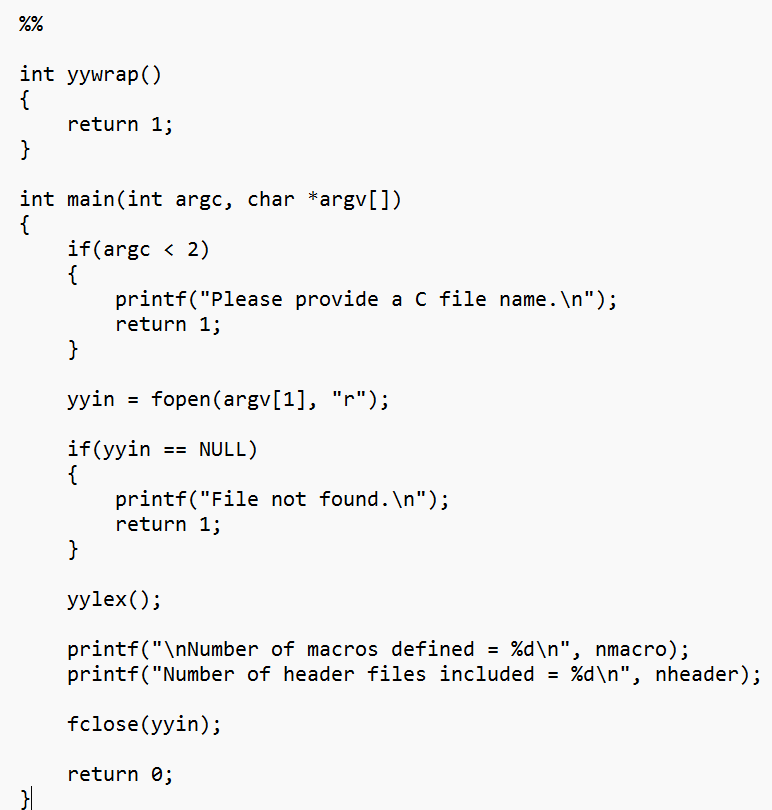 %%
int yywrap()
{
    return 1;
}
int main(int argc, char *argv[])
{
    if(argc < 2)
    {
        printf("Please provide a C file name.\n");
        return 1;
    }
    yyin = fopen(argv[1], "r");
    if(yyin == NULL)
    {
        printf("File not found.\n");
        return 1;
    }
    yylex();
    printf("\nNumber of macros defined = %d\n", nmacro);
    printf("Number of header files included = %d\n", nheader);
    fclose(yyin);
    return 0;
}